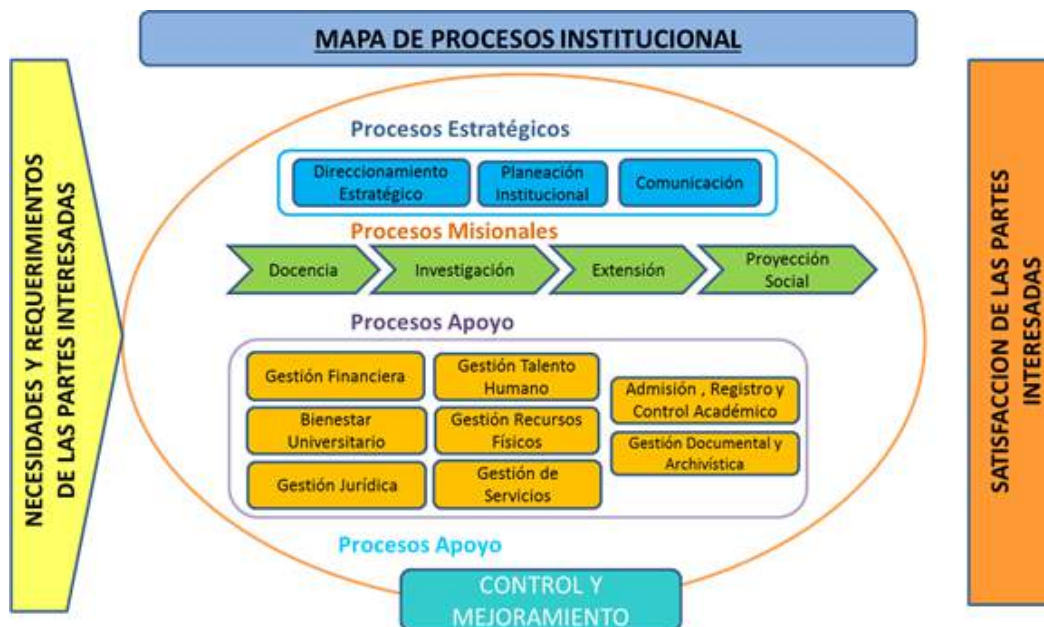 MAPA DE PROCESOS INSTITUCIONAL
NECESIDADES Y REQUERIMIENTOS
DE LAS PARTES INTERESADAS
Procesos Estratégicos
Direccionamiento
Estratégico
Planeación
Institucional
Comunicación
Procesos Misionales
Docencia
Investigación
Extensión
Proyección
Social
Procesos Apoyo
Gestión Financiera
Bienestar
Universitario
Gestión Jurídica
Gestión Talento
Humano
Gestión Recursos
Físicos
Gestión de
Servicios
Admisión , Registro y
Control Académico
Gestión Documental y
Archivística
Procesos Apoyo
CONTROL Y
MEJORAMIENTO
SATISFACCION DE LAS PARTES
INTERESADAS